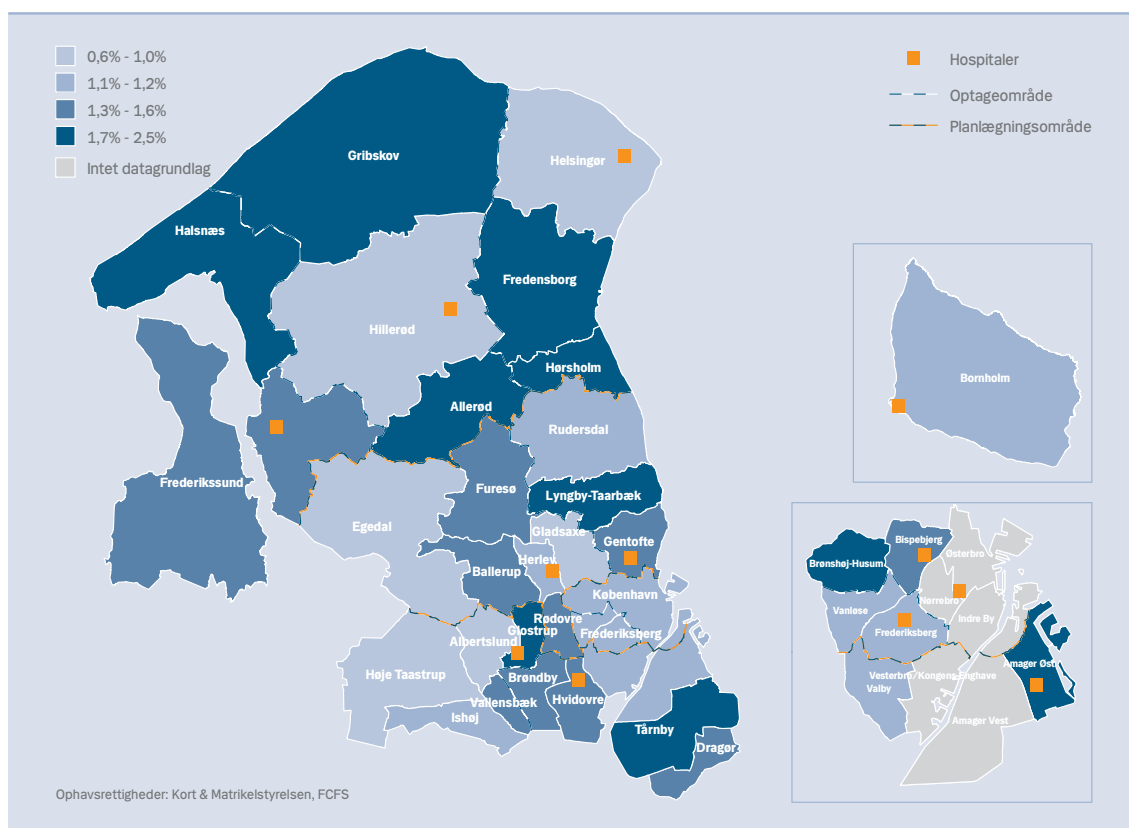 0,6% - 1,0%
1,1% - 1,2%
1,3% - 1,6%
1,7% - 2,5%
Intet datagrundlag
Hospitaler
Optageområde
Planlægningsområde
Gribskov
Helsingør
Halsnæs
Fredensborg
Hillerød
Hørsholm
Allerød
Rudersdal
Frederikssund
Furesø
Lyngby-Taarbæk
Egedal
Gladsaxe
Gentofte
Herlev
Ballerup
København
Rødovre
Glostrup
Frederiksberg
Albertslund
Høje Taastrup
Brøndby
Vallensbæk
Hvidovre
Ishøj
Tårnby
Dragør
Bornholm
Bispebjerg
Østerbro
Brønshøj-Husum
Nørrebro
Vanløse
Indre By
Frederiksberg
Amager Øst
Vesterbro/Kongens Enghave
Valby
Amager Vest
Ophavsrettigheder: Kort & Matrikelstyrelsen, FCFS